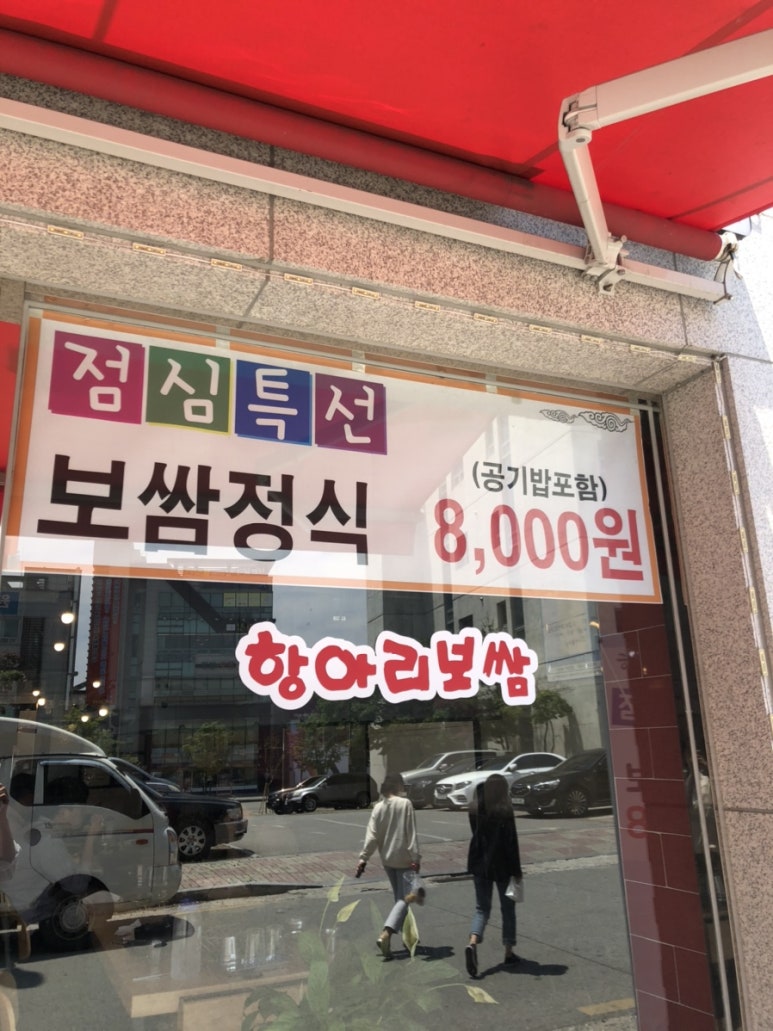 점심특선
보쌈정식
(공기밥포함)
8,000원
항아리보쌈